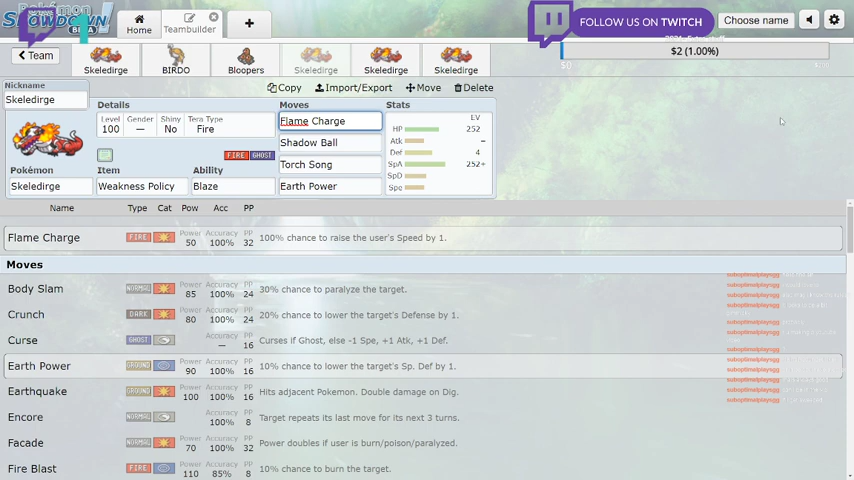 Pokémon
SHOWDOWN!
BETA
Home
Teambuilder
+
FOLLOW US ON TWITCH
Choose name
$2 (1.00%)
50
< Team
Skeledirge
BIRDO
Bloopers
Skeledirge
Skeledirge
Skeledirge
Copy
Import/Export
Move
Delete
Nickname
Skeledirge
Details
Level
100
Gender
—
Shiny
No
Tera Type
Fire
FIRE GHOST
Pokémon
Skeledirge
Item
Weakness Policy
Ability
Blaze
Moves
Flame Charge
Shadow Ball
Torch Song
Earth Power
Stats
EV
HP 252
Atk –
Def 4
SpA 252+
SpD
Spe
Name Type Cat Pow Acc PP
Flame Charge FIRE Power 50 Accuracy 100% PP 32 100% chance to raise the user's Speed by 1.
Moves
Body Slam NORMAL Power 85 Accuracy 100% PP 24 30% chance to paralyze the target.
Crunch DARK Power 80 Accuracy 100% PP 24 20% chance to lower the target's Defense by 1.
Curse GHOST Accuracy — PP 16 Curses if Ghost, else -1 Spe, +1 Atk, +1 Def.
Earth Power GROUND Power 90 Accuracy 100% PP 16 10% chance to lower the target's Sp. Def by 1.
Earthquake GROUND Power 100 Accuracy 100% PP 16 Hits adjacent Pokemon. Double damage on Dig.
Encore NORMAL Accuracy 100% PP 8 Target repeats its last move for its next 3 turns.
Facade NORMAL Power 70 Accuracy 100% PP 32 Power doubles if user is burn/poison/paralyzed.
Fire Blast FIRE Power 110 Accuracy 85% PP 8 10% chance to burn the target.